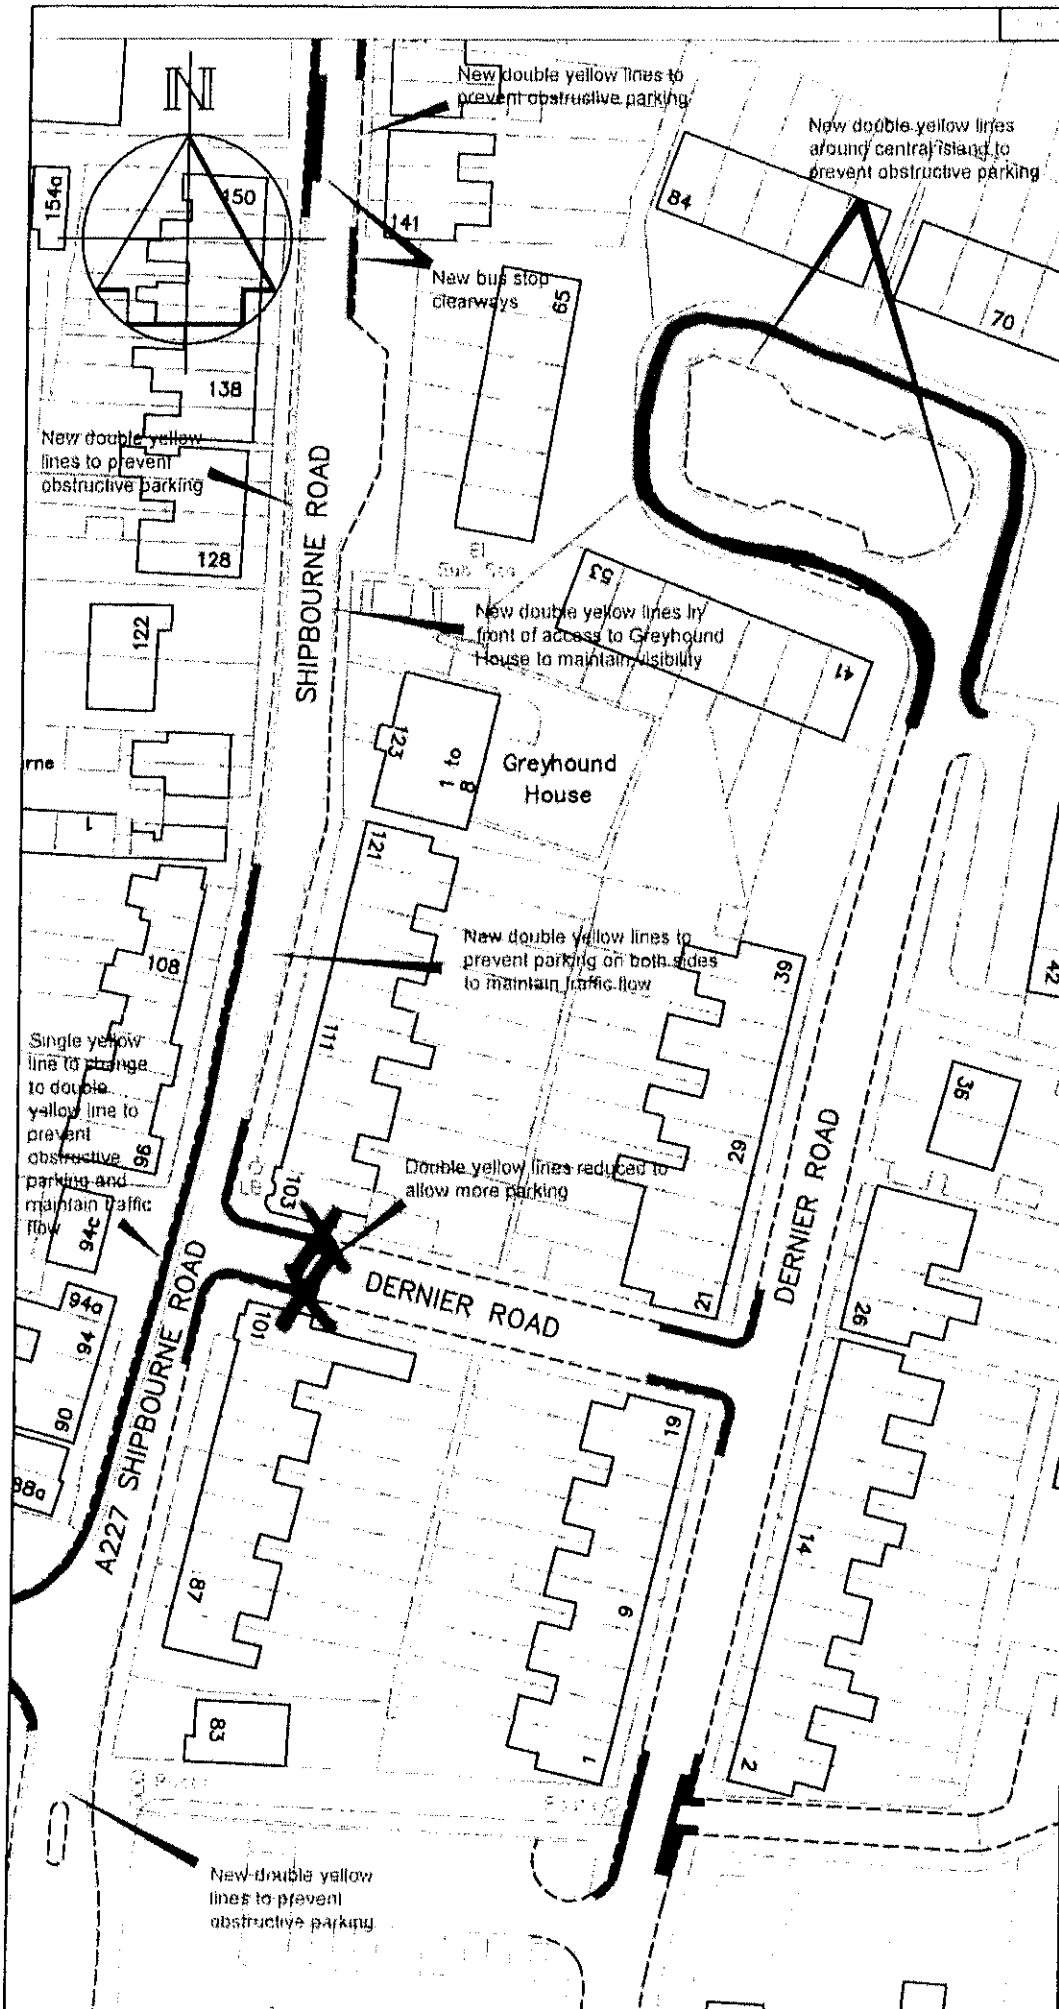 N
New double yellow lines to
prevent obstructive parking
New double yellow lines
around central island to
prevent obstructive parking
154a
150
141
84
New bus stop
clearways
65
70
138
New double yellow
lines to prevent
obstructive parking
SHIPBOURNE ROAD
128
El
Sub Sta
53
New double yellow lines in
front of access to Greyhound
House to maintain visibility
122
41
123
1 to 8
Greyhound
House
rne
1
121
New double yellow lines to
prevent parking on both sides
to maintain traffic flow
108
39
42
111
Single yellow
line to change
to double
yellow line to
prevent
obstructive
parking and
maintain traffic
flow
36
29
DERNIER ROAD
96
Double yellow lines reduced to
allow more parking
103
94c
DERNIER ROAD
94a
94
101
21
26
A227 SHIPBOURNE ROAD
90
19
88a
14
87
6
83
1
2
Posts
New double yellow
lines to prevent
obstructive parking